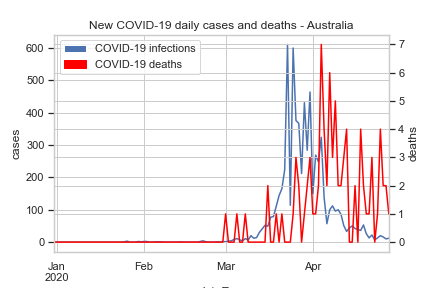 New COVID-19 daily cases and deaths - Australia
COVID-19 infections
COVID-19 deaths
cases
600
500
400
300
200
100
0
deaths
7
6
5
4
3
2
1
0
Jan
2020
Feb
Mar
Apr